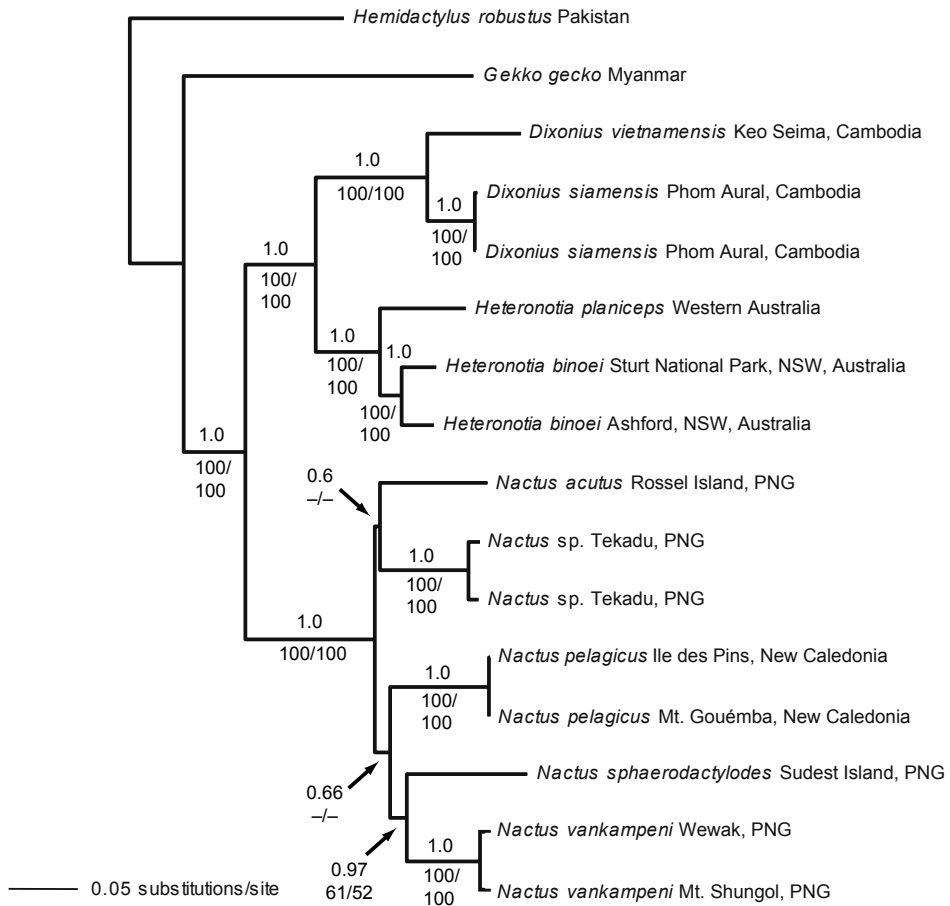 Hemidactylus robustus Pakistan
Gekko gecko Myanmar
Dixonius vietnamensis Keo Seima, Cambodia
1.0
100/100
Dixonius siamensis Phom Aural, Cambodia
1.0
100/
100
Dixonius siamensis Phom Aural, Cambodia
1.0
100/
100
Heteronotia planiceps Western Australia
1.0
100/
100
1.0
Heteronotia binoei Sturt National Park, NSW, Australia
100/
100
Heteronotia binoei Ashford, NSW, Australia
1.0
100/
100
0.6
–/–
Nactus acutus Rossel Island, PNG
Nactus sp. Tekadu, PNG
1.0
100/
100
Nactus sp. Tekadu, PNG
1.0
100/100
Nactus pelagicus Ile des Pins, New Caledonia
1.0
100/
100
Nactus pelagicus Mt. Gouémba, New Caledonia
Nactus sphaerodactylodes Sudest Island, PNG
0.66
–/–
Nactus vankampeni Wewak, PNG
1.0
100/
100
0.97
61/52
Nactus vankampeni Mt. Shungol, PNG
0.05 substitutions/site